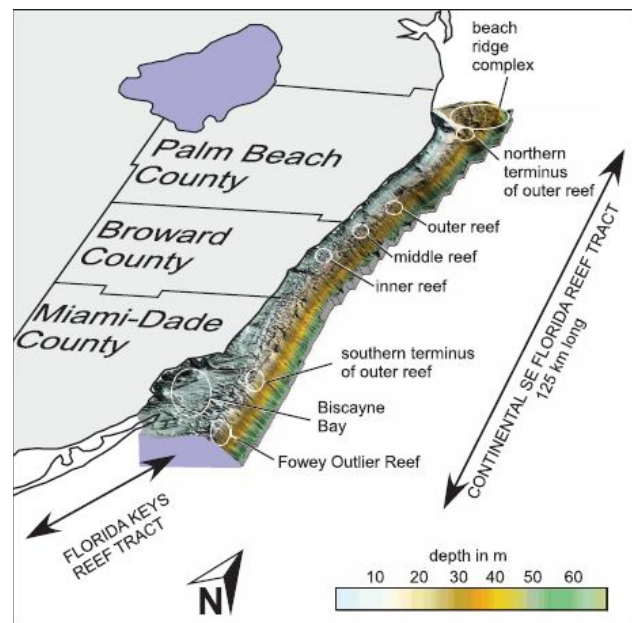 beach
ridge
complex
northern
terminus
of outer reef
Palm Beach
County
outer reef
Broward
County
middle reef
inner reef
Miami-Dade
County
southern terminus
of outer reef
Biscayne
Bay
Fowey Outlier Reef
CONTINENTAL SE FLORIDA REEF TRACT
125 km long
FLORIDA KEYS
REEF TRACT
N
depth in m
10 20 30 40 50 60